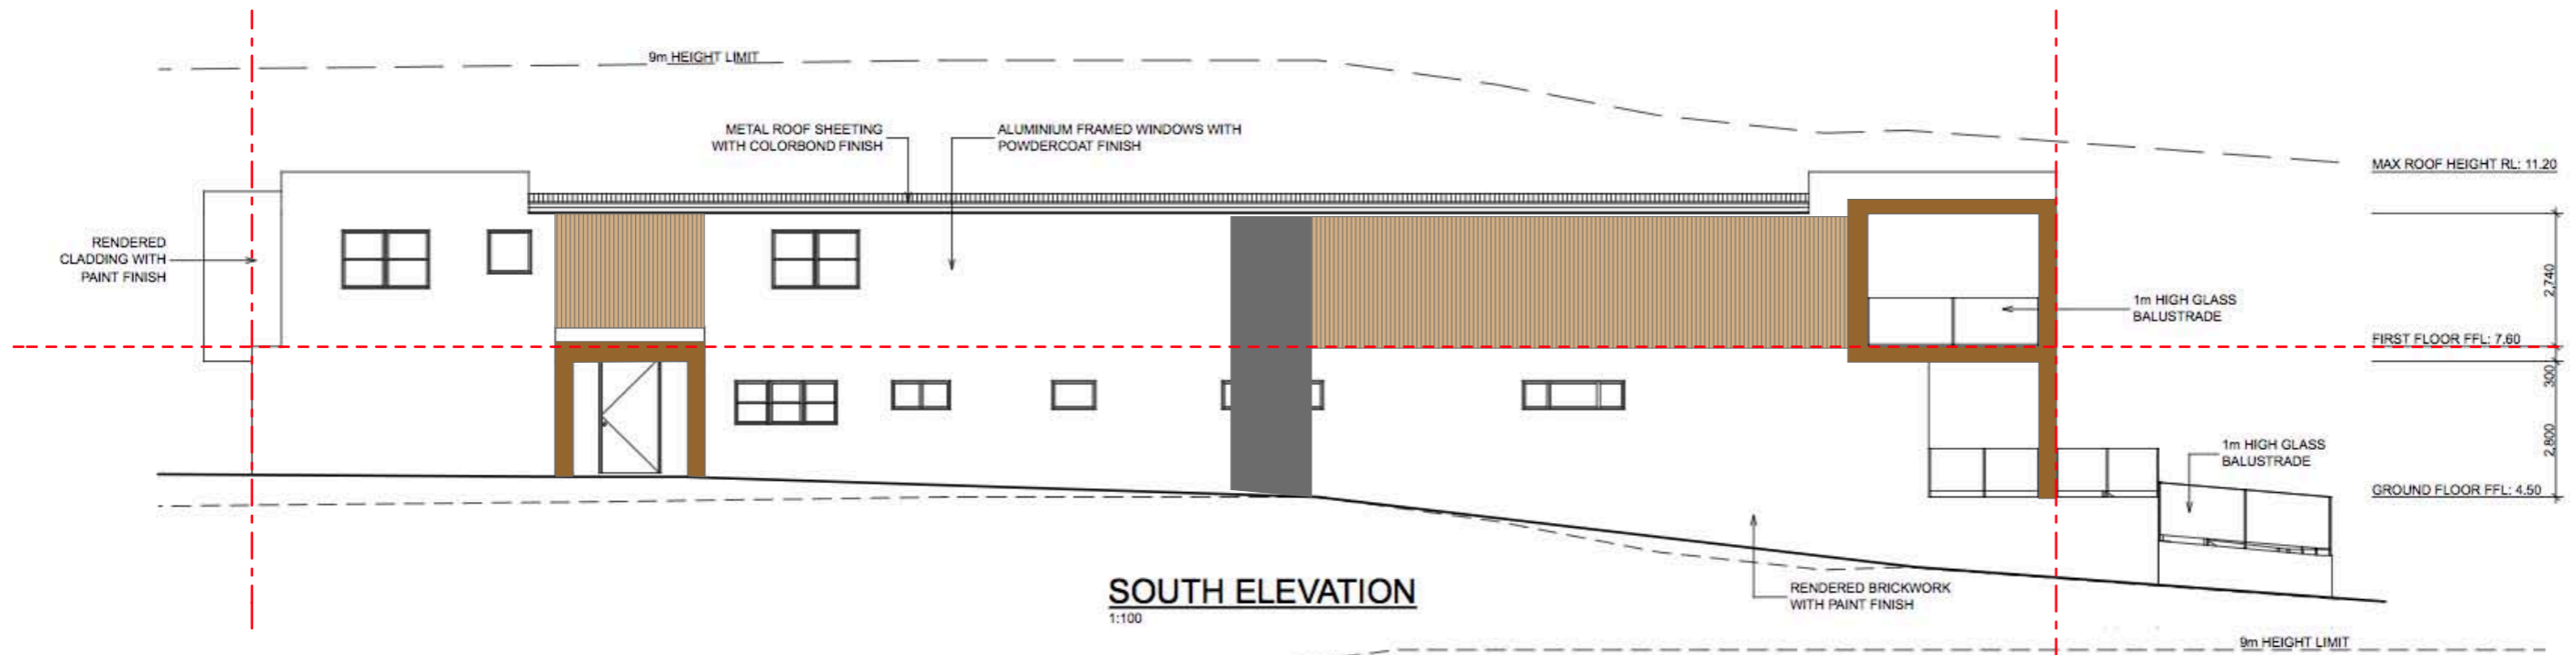 9m HEIGHT LIMIT
METAL ROOF SHEETING
WITH COLORBOND FINISH
ALUMINIUM FRAMED WINDOWS WITH
POWDERCOAT FINISH
MAX ROOF HEIGHT RL: 11.20
RENDERED
CLADDING WITH
PAINT FINISH
2,740
1m HIGH GLASS
BALUSTRADE
FIRST FLOOR FFL: 7.60
300
2,800
1m HIGH GLASS
BALUSTRADE
GROUND FLOOR FFL: 4.50
SOUTH ELEVATION
1:100
RENDERED BRICKWORK
WITH PAINT FINISH
9m HEIGHT LIMIT